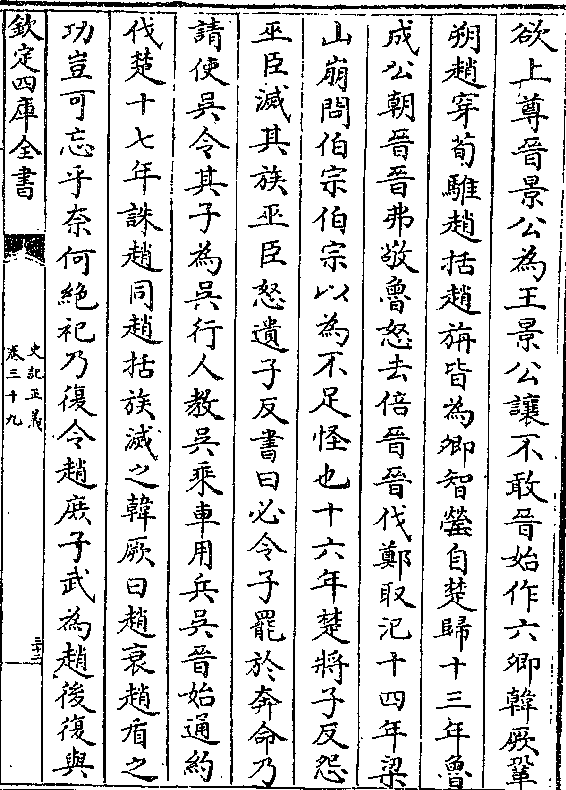 欲上尊晉景公為王景公讓不敢晉始作六卿韓厥鞏
朔趙穿荀騅趙括趙旃皆為卿智罃自楚歸十三年魯
成公朝晉晉弗敬魯怒去倍晉晉伐鄭取氾十四年梁
山崩問伯宗伯宗以為不足怪也十六年楚將子反怨
巫臣滅其族巫臣怒遺子反書曰必令子罷於奔命乃
請使吳令其子為吳行人教吳乘車用兵吳晉始通約
伐楚十七年誅趙同趙括族滅之韓厥曰趙衰趙盾之
功豈可忘乎奈何絶祀乃復令趙庶子武為趙後復與
欽定四庫全書
史記正義
卷三十九